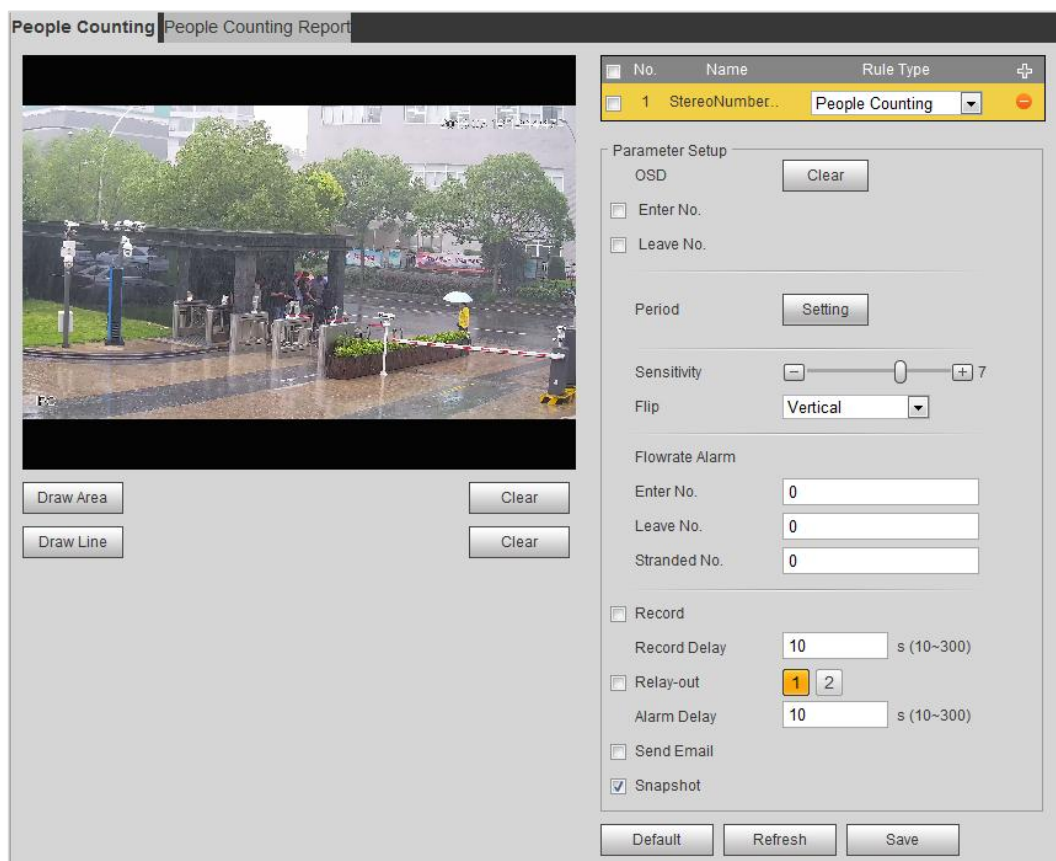 People Counting People Counting Report
No. Name Rule Type
1 StereoNumber.. People Counting
Parameter Setup
OSD Clear
Enter No.
Leave No.
Period Setting
Sensitivity 7
Flip Vertical
Flowrate Alarm
Enter No. 0
Leave No. 0
Stranded No. 0
Record
Record Delay 10 s (10~300)
Relay-out 1 2
Alarm Delay 10 s (10~300)
Send Email
Snapshot
Default Refresh Save
Draw Area Clear
Draw Line Clear